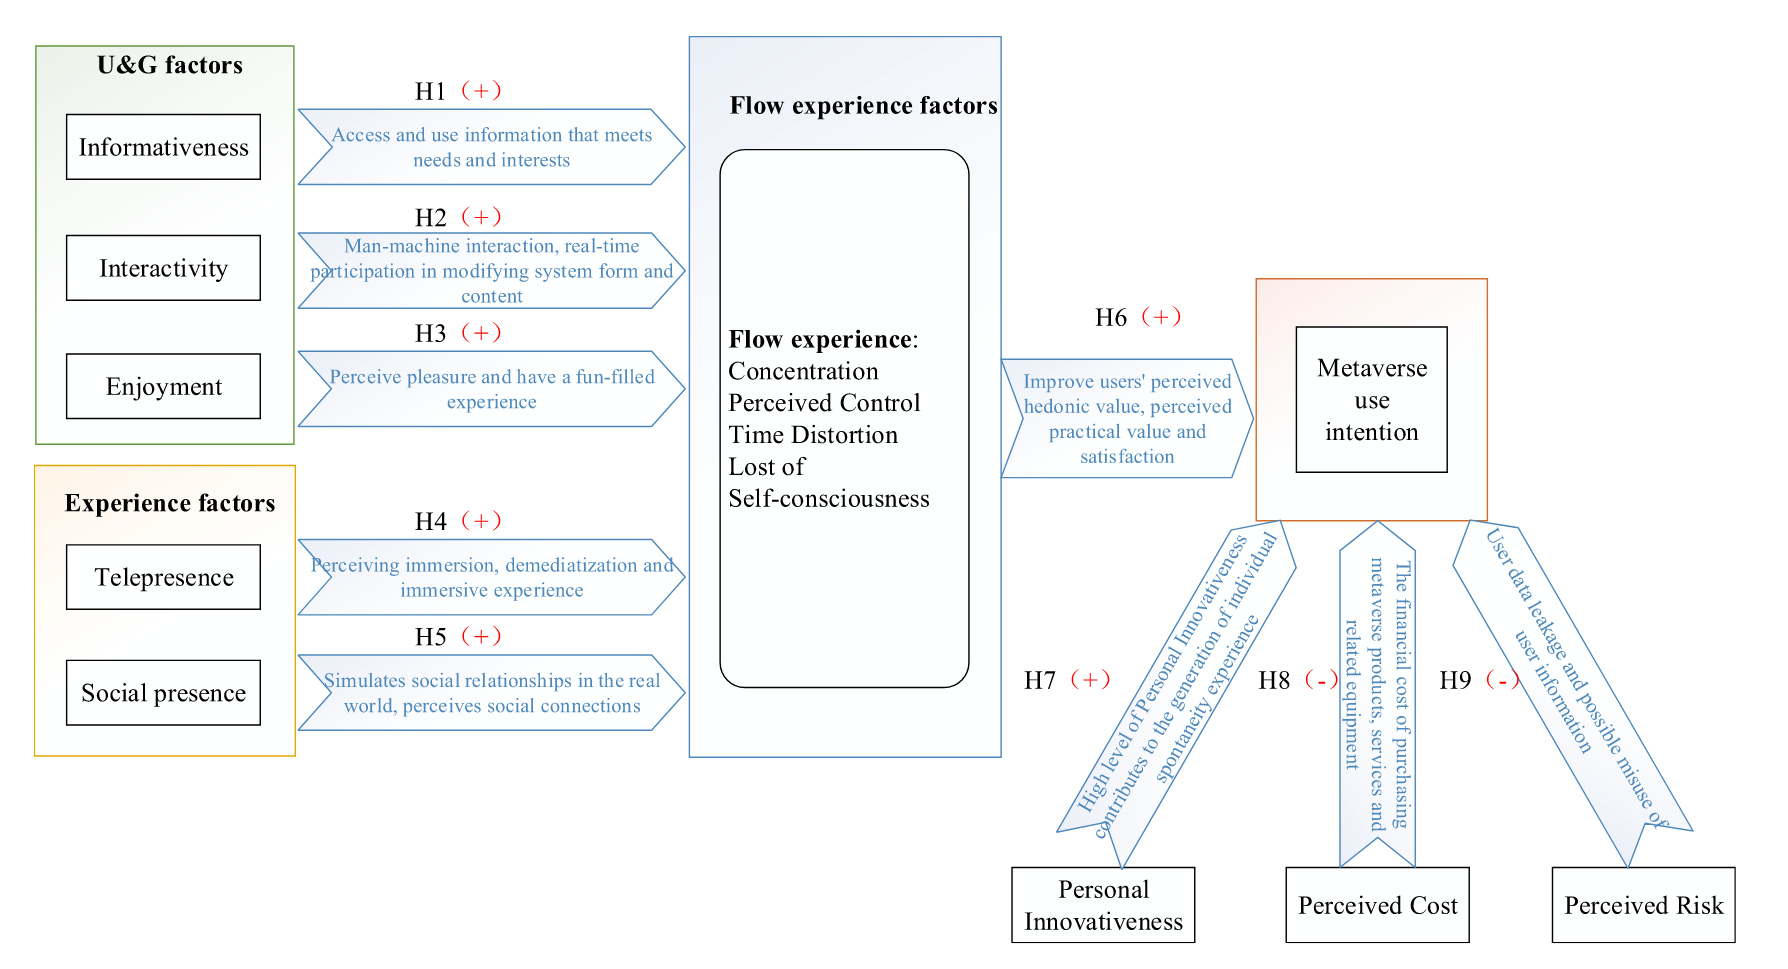 U&G factors
Informativeness
Interactivity
Enjoyment
Experience factors
Telepresence
Social presence
H1（+）
Access and use information that meets
needs and interests
H2（+）
Man-machine interaction, real-time
participation in modifying system form and
content
H3（+）
Perceive pleasure and have a fun-filled
experience
H4（+）
Perceiving immersion, demediatization and
immersive experience
H5（+）
Simulates social relationships in the real
world, perceives social connections
Flow experience factors
Flow experience:
Concentration
Perceived Control
Time Distortion
Lost of
Self-consciousness
H6（+）
Improve users' perceived
hedonic value, perceived
practical value and
satisfaction
Metaverse
use
intention
H7（+）
High level of Personal Innovativeness
contributes to the generation of individual
spontaneity experience
H8（-）
The financial cost of purchasing
metaverse products, services and
related equipment
H9（-）
User data leakage and possible misuse of
user information
Personal
Innovativeness
Perceived Cost
Perceived Risk